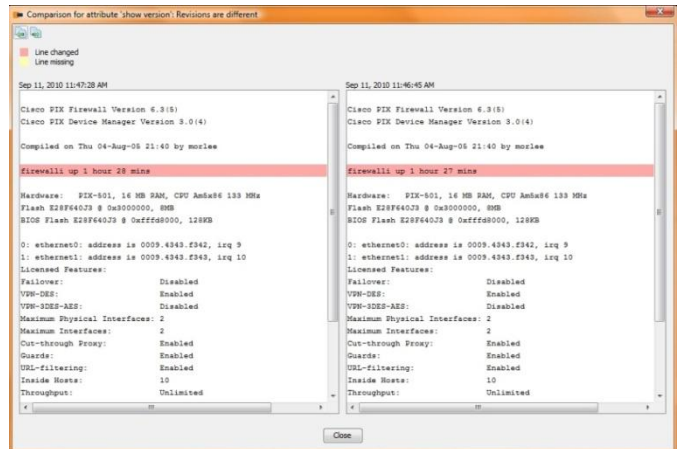 Comparison for attribute 'show version': Revisions are different
Line changed
Line missing
Sep 11, 2010 11:47:28 AM
Cisco PIX Firewall Version 6.3(5)
Cisco PIX Device Manager Version 3.0(4)
Compiled on Thu 04-Aug-05 21:40 by morlee
firewalli up 1 hour 28 mins
Hardware: PIX-501, 16 MB RAM, CPU Am5x86 133 MHz
Flash E28F640J3 @ 0x3000000, 8MB
BIOS Flash E28F640J3 @ 0xfffd8000, 128KB
0: ethernet0: address is 0009.4343.f342, irq 9
1: ethernet1: address is 0009.4343.f343, irq 10
Licensed Features:
Failover: Disabled
VPN-DES: Enabled
VPN-3DES-AES: Disabled
Maximum Physical Interfaces: 2
Maximum Interfaces: 2
Cut-through Proxy: Enabled
Guards: Enabled
URL-filtering: Enabled
Inside Hosts: 10
Throughput: Unlimited
Sep 11, 2010 11:46:45 AM
Cisco PIX Firewall Version 6.3(5)
Cisco PIX Device Manager Version 3.0(4)
Compiled on Thu 04-Aug-05 21:40 by morlee
firewalli up 1 hour 27 mins
Hardware: PIX-501, 16 MB RAM, CPU Am5x86 133 MHz
Flash E28F640J3 @ 0x3000000, 8MB
BIOS Flash E28F640J3 @ 0xfffd8000, 128KB
0: ethernet0: address is 0009.4343.f342, irq 9
1: ethernet1: address is 0009.4343.f343, irq 10
Licensed Features:
Failover: Disabled
VPN-DES: Enabled
VPN-3DES-AES: Disabled
Maximum Physical Interfaces: 2
Maximum Interfaces: 2
Cut-through Proxy: Enabled
Guards: Enabled
URL-filtering: Enabled
Inside Hosts: 10
Throughput: Unlimited
Close